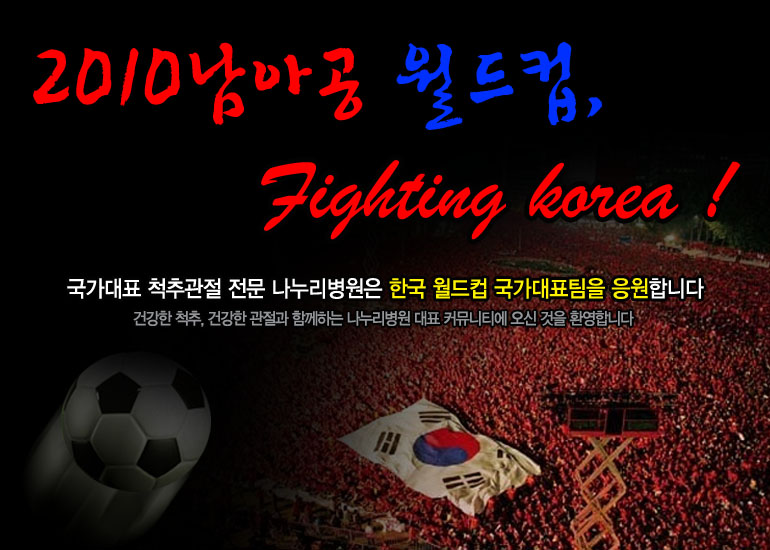 2010남아공 월드컵,
Fighting korea !
국가대표 척추관절 전문 나누리병원은 한국 월드컵 국가대표팀을 응원합니다
건강한 척추, 건강한 관절과 함께하는 나누리병원 대표 커뮤니티에 오신 것을 환영합니다